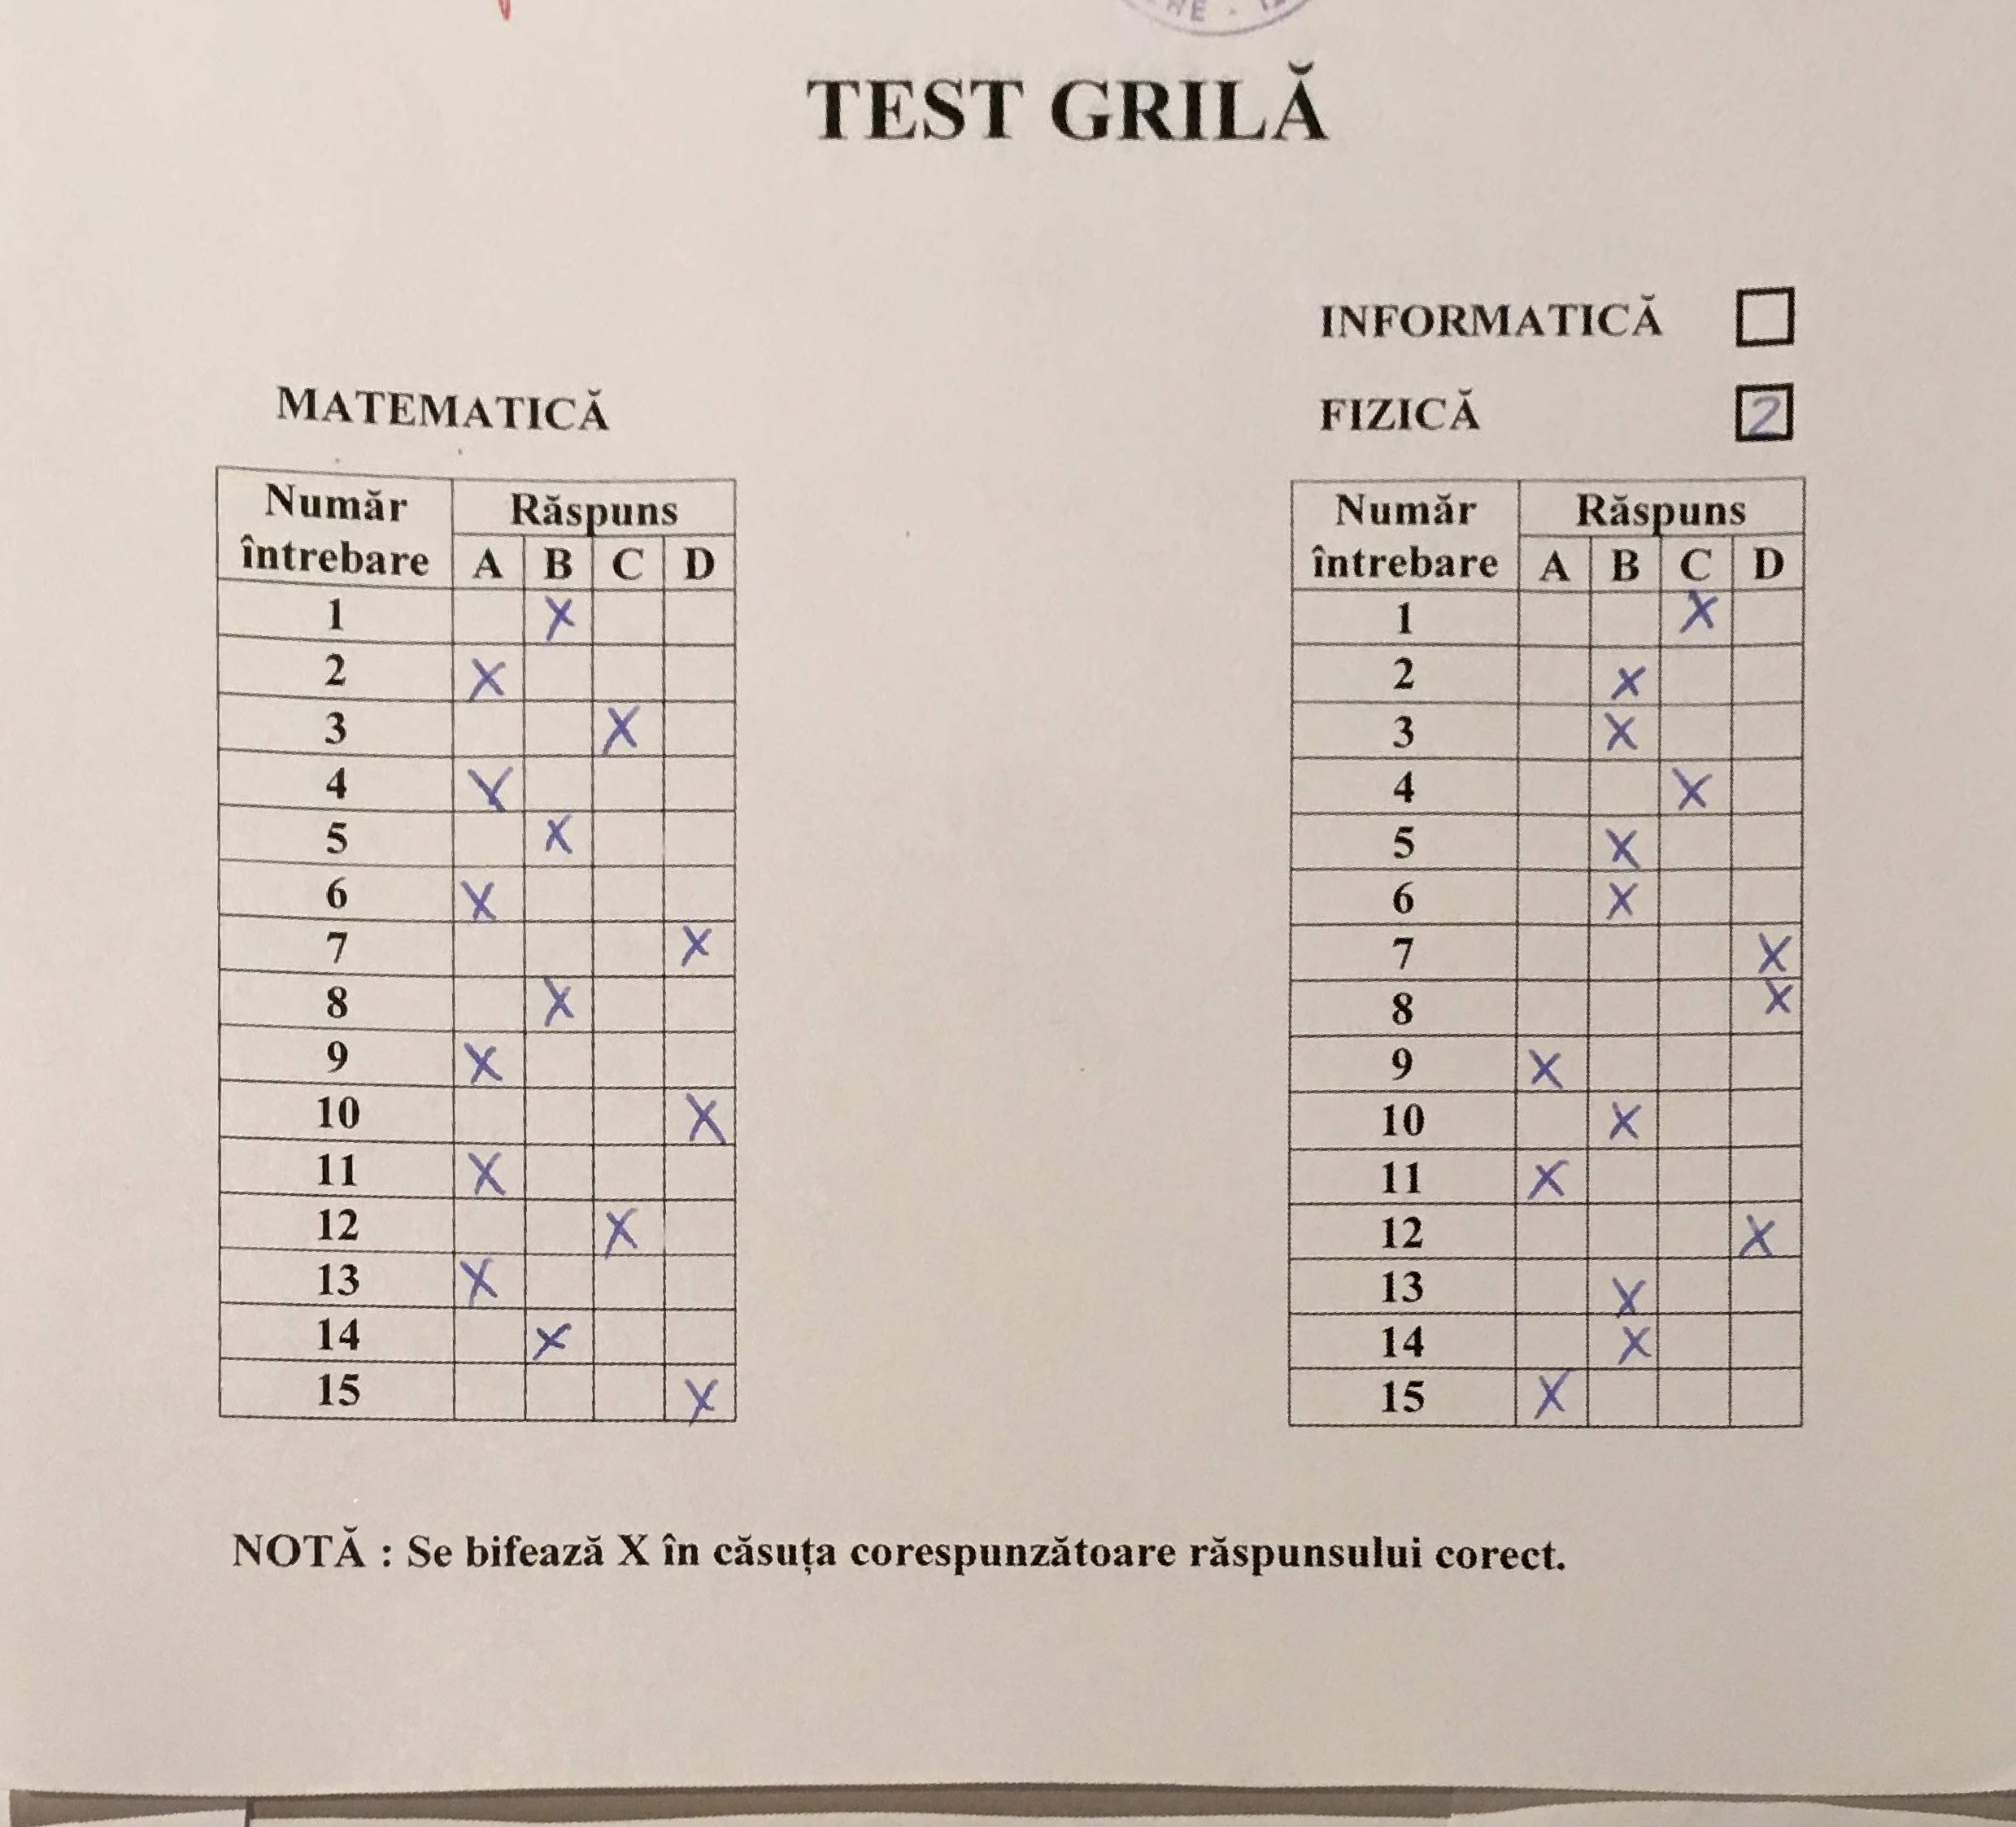 TEST GRILĂ
INFORMATICĂ
MATEMATICĂ
FIZICĂ 2
Număr întrebare Răspuns
A B C D
1 X
2 X
3 X
4 X
5 X
6 X
7 X
8 X
9 X
10 X
11 X
12 X
13 X
14 X
15 X
Număr întrebare Răspuns
A B C D
1 X
2 X
3 X
4 X
5 X
6 X
7 X
8 X
9 X
10 X
11 X
12 X
13 X
14 X
15 X
NOTĂ : Se bifează X în căsuța corespunzătoare răspunsului corect.